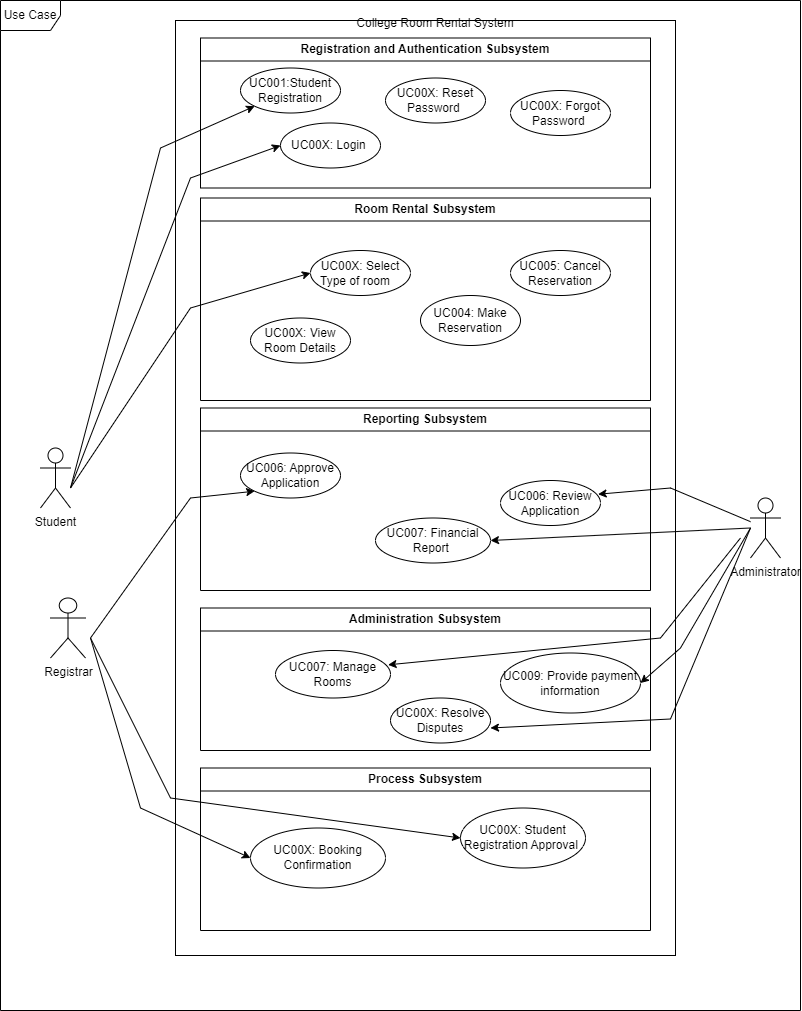 Use Case
College Room Rental System
Registration and Authentication Subsystem
UC001:Student
Registration
UC00X: Reset
Password
UC00X: Forgot
Password
UC00X: Login
Room Rental Subsystem
UC00X: Select
Type of room
UC005: Cancel
Reservation
UC004: Make
Reservation
UC00X: View
Room Details
Reporting Subsystem
UC006: Approve
Application
UC006: Review
Application
UC007: Financial
Report
Student
Administrator
Registrar
Administration Subsystem
UC007: Manage
Rooms
UC009: Provide payment
information
UC00X: Resolve
Disputes
Process Subsystem
UC00X: Student
Registration Approval
UC00X: Booking
Confirmation